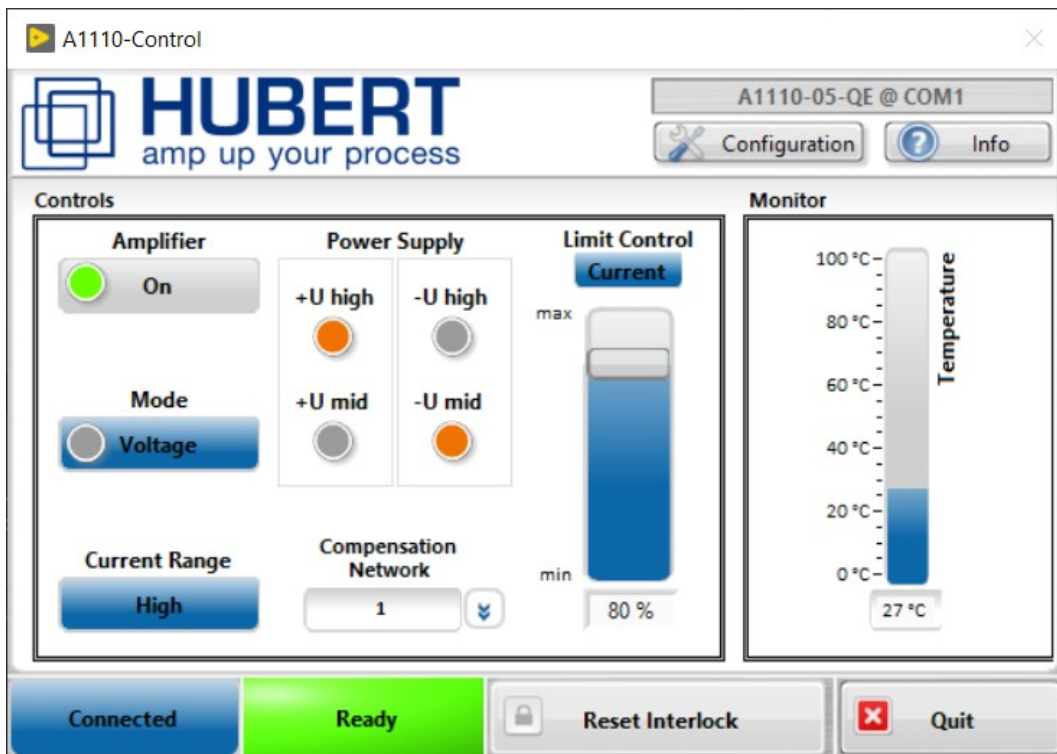 A1110-Control
HUBERT
amp up your process
A1110-05-QE @ COM1
Configuration
Info
Controls
Monitor
Amplifier
On
Power Supply
+U high
-U high
+U mid
-U mid
Limit Control
Current
max
min
80 %
Mode
Voltage
Current Range
High
Compensation
Network
1
100 °C
80 °C
60 °C
40 °C
20 °C
0 °C
Temperature
27 °C
Connected
Ready
Reset Interlock
Quit